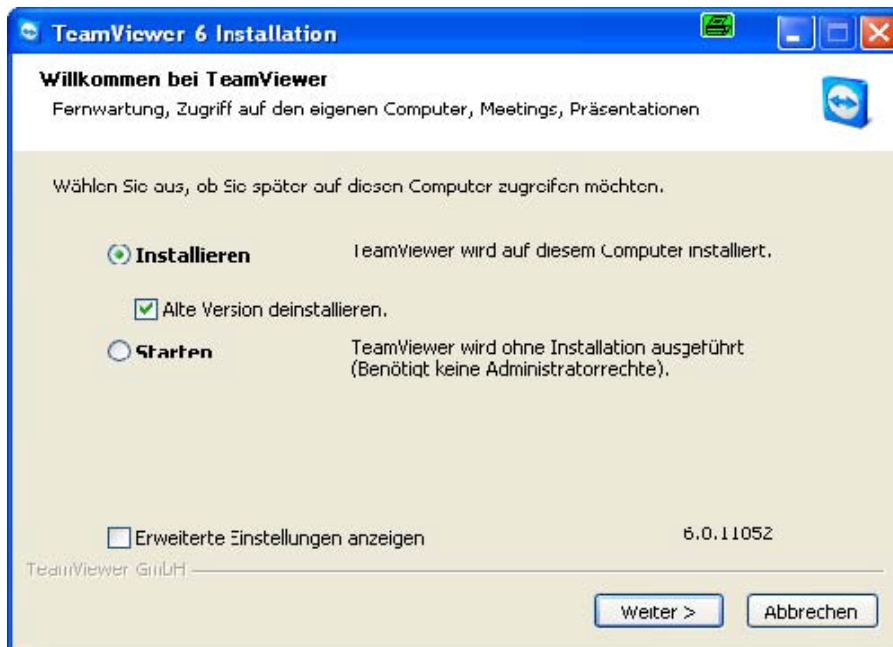 TeamViewer 6 Installation
Willkommen bei TeamViewer
Fernwartung, Zugriff auf den eigenen Computer, Meetings, Präsentationen
Wählen Sie aus, ob Sie später auf diesen Computer zugreifen möchten.
Installieren
TeamViewer wird auf diesem Computer installiert.
Alte Version deinstallieren.
Starten
TeamViewer wird ohne Installation ausgeführt
(Benötigt keine Administratorrechte).
Erweiterte Einstellungen anzeigen
6.0.11052
TeamViewer GmbH
Weiter >
Abbrechen